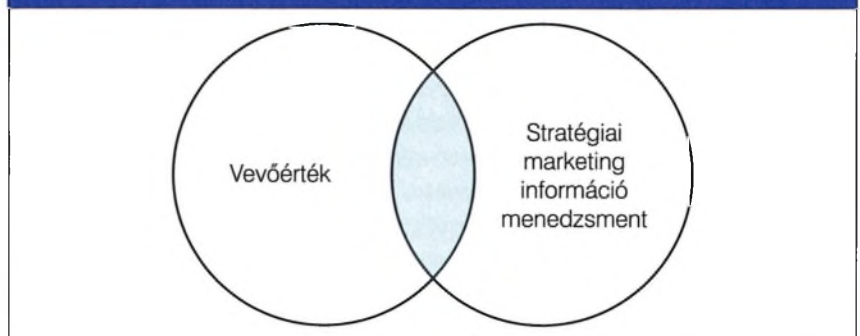 Vevőérték
Stratégiai
marketing
információ
menedzsment